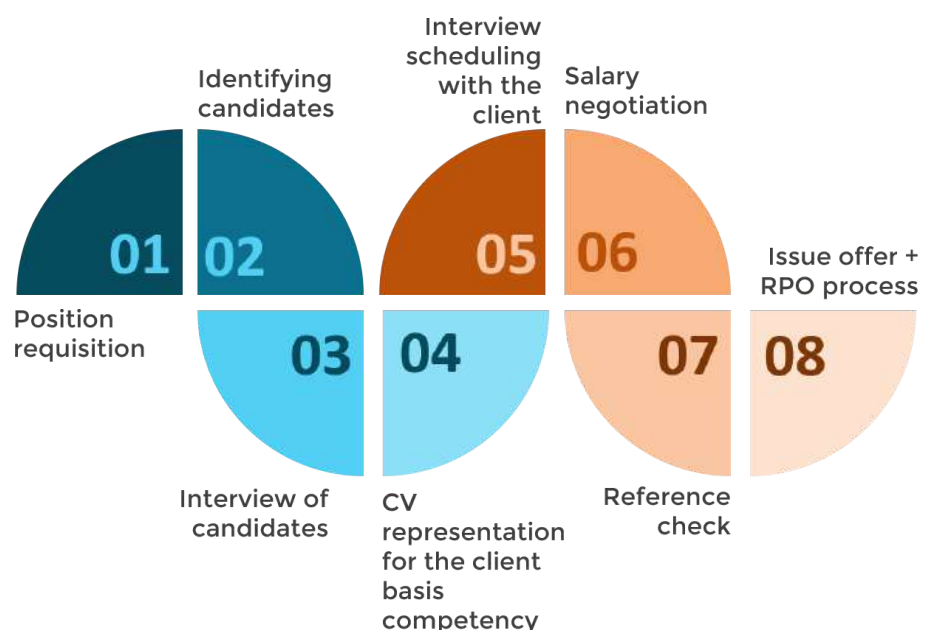 01
Position
requisition
Identifying
candidates
02
03
Interview of
candidates
04
CV
representation
for the client
basis
competency
Interview
scheduling
with the
client
05
Salary
negotiation
06
07
Reference
check
Issue offer +
RPO process
08